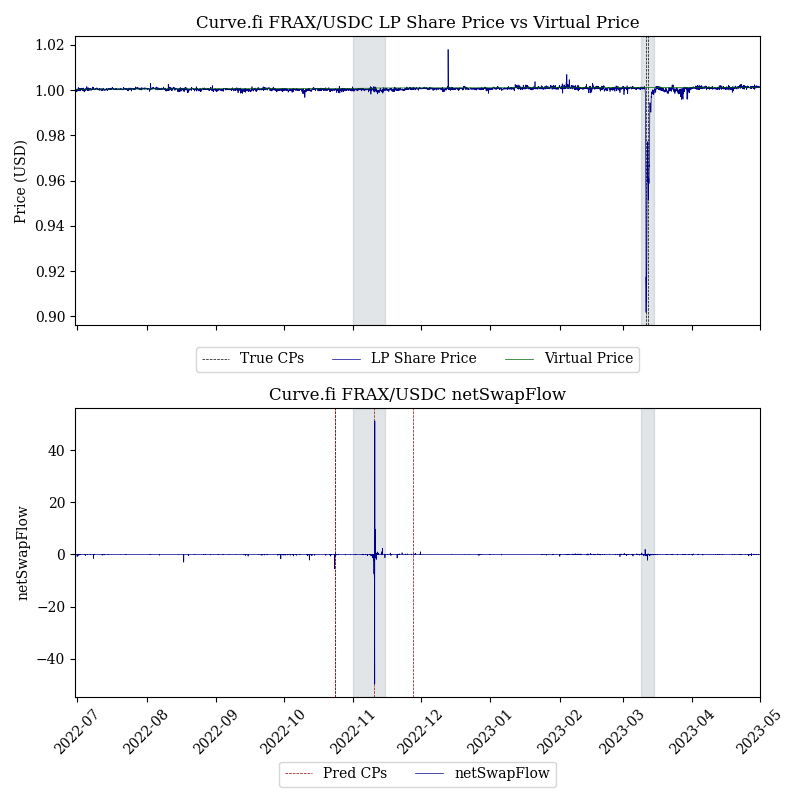 Curve.fi FRAX/USDC LP Share Price vs Virtual Price
1.02
1.00
0.98
0.96
0.94
0.92
0.90
Price (USD)
True CPs
LP Share Price
Virtual Price
Curve.fi FRAX/USDC netSwapFlow
40
20
0
−20
−40
netSwapFlow
2022-07
2022-08
2022-09
2022-10
2022-11
2022-12
2023-01
2023-02
2023-03
2023-04
2023-05
Pred CPs
netSwapFlow